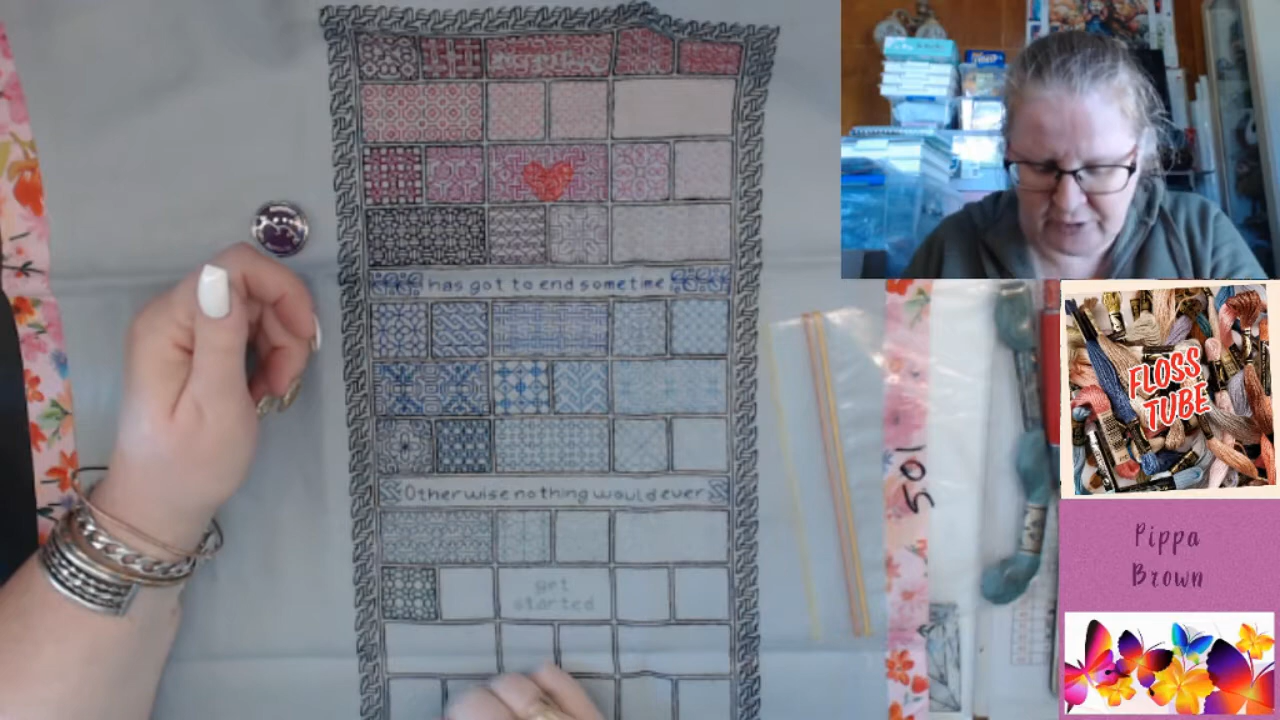 has got to end sometime
Otherwise nothing would ever
get
started
501
FLOSS
TUBE
Pippa
Brown